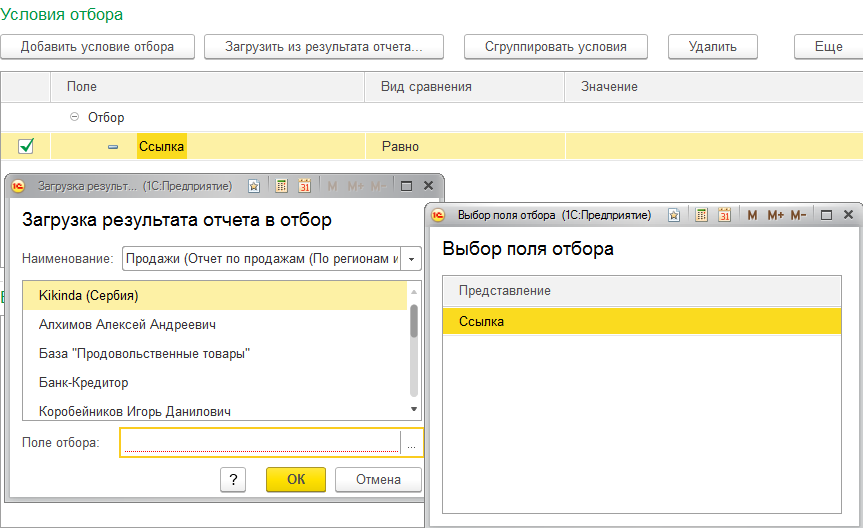 Условия отбора
Добавить условие отбора Загрузить из результата отчета... Сгруппировать условия Удалить Еще
Поле Вид сравнения Значение
Отбор
Ссылка Равно
Загрузка результ... (1С:Предприятие) M M+ M-
Загрузка результата отчета в отбор
Наименование: Продажи (Отчет по продажам (По регионам и
Kikinda (Сербия)
Алхимов Алексей Андреевич
База "Продовольственные товары"
Банк-Кредитор
Коробейников Игорь Данилович
Поле отбора: ...
? ОК Отмена
Выбор поля отбора (1С:Предприятие) M M+ M-
Выбор поля отбора
Представление
Ссылка